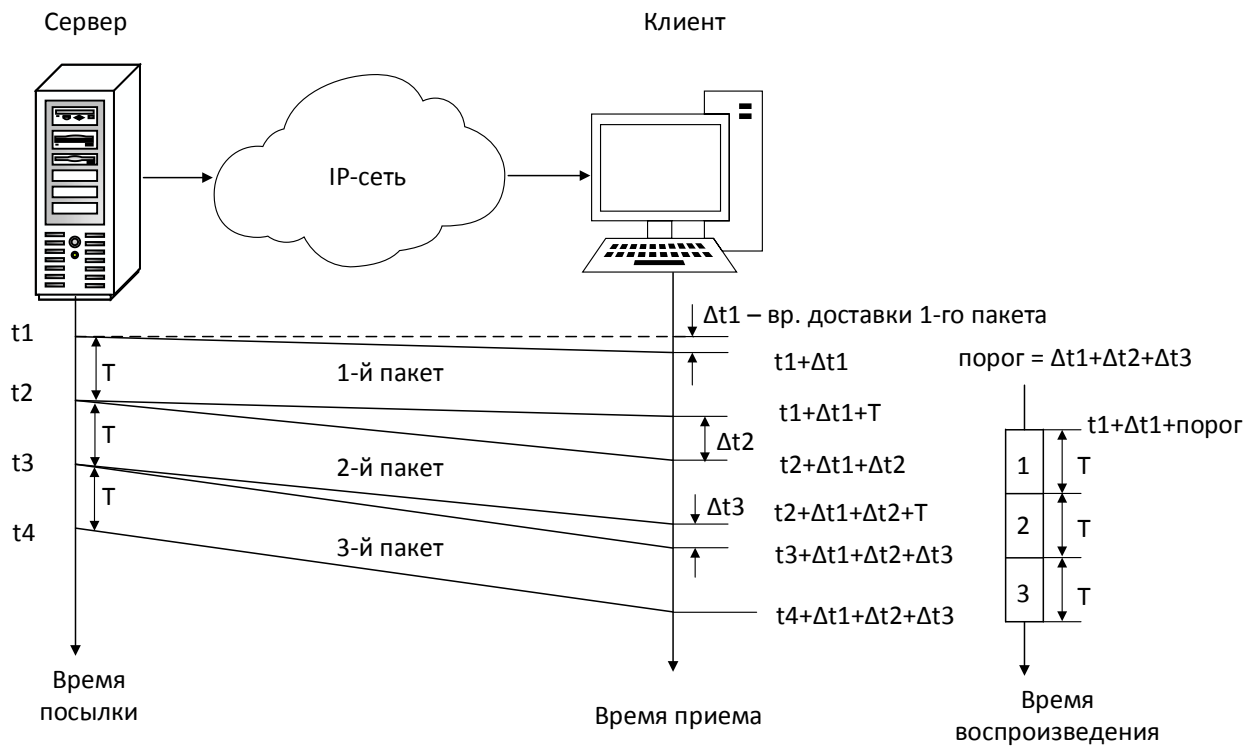 Сервер
Клиент
IP-сеть
t1
Δt1 – вр. доставки 1-го пакета
T
1-й пакет
t1+Δt1
порог = Δt1+Δt2+Δt3
t2
t1+Δt1+T
t1+Δt1+порог
Δt2
T
2-й пакет
t2+Δt1+Δt2
1
T
t3
Δt3
t2+Δt1+Δt2+T
T
2
T
t4
3-й пакет
t3+Δt1+Δt2+Δt3
3
T
t4+Δt1+Δt2+Δt3
Время
посылки
Время приема
Время
воспроизведения